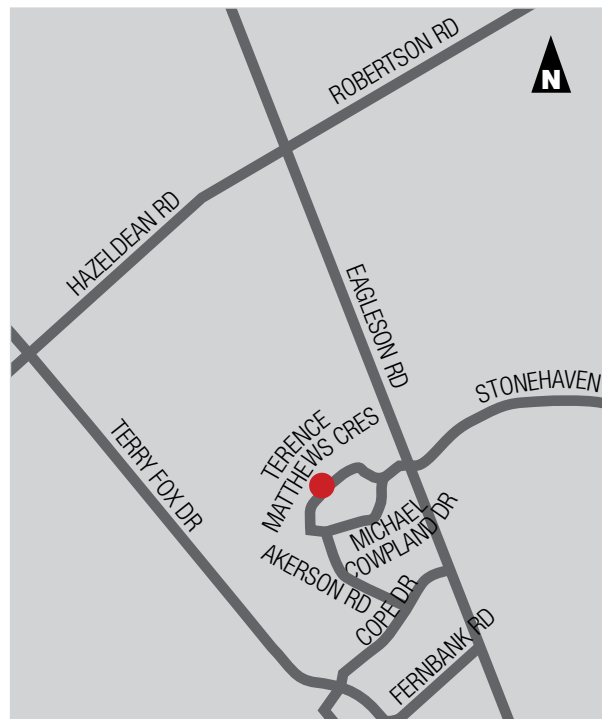 ROBERTSON RD
N
HAZELDEAN RD
EAGLESON RD
STONEHAVEN
TERENCE
MATTHEWS CRES
TERRY FOX DR
MICHAEL
COWPLAND DR
AKERSON RD
COPE DR
FERNBANK RD